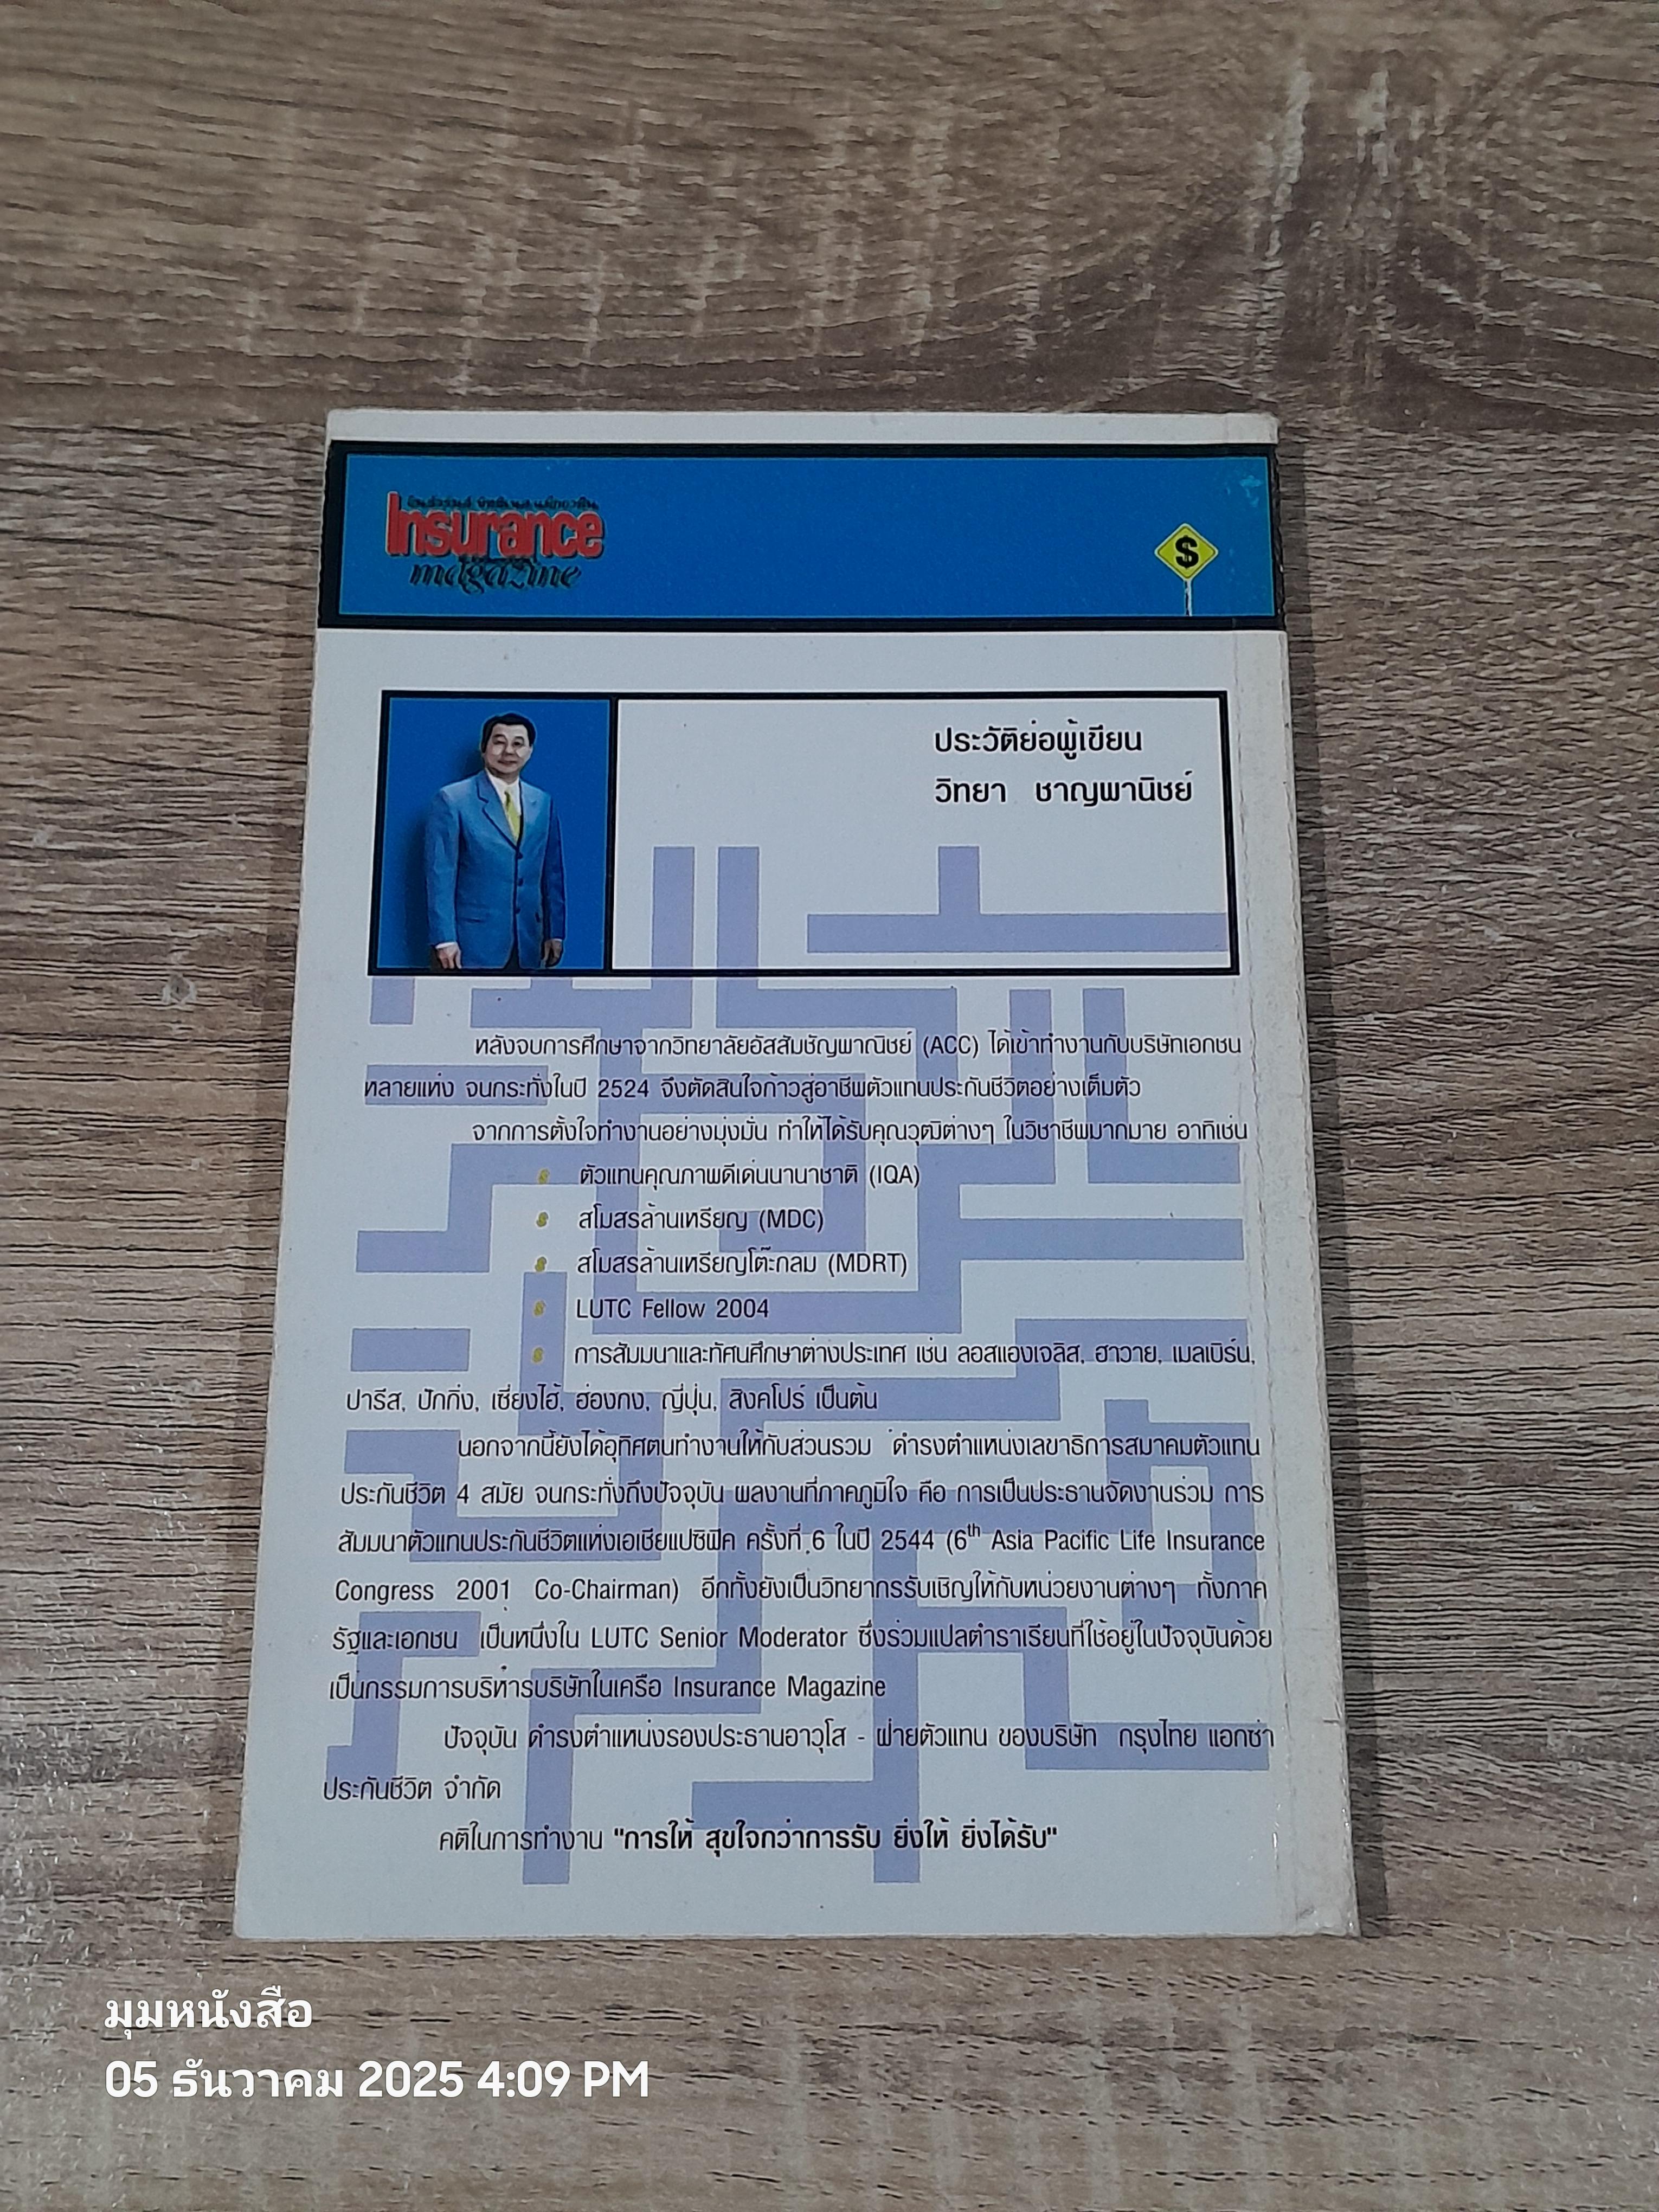 Insurance
magazine
$
ประวัติย่อผู้เขียน
วิทยา ชาญพานิชย์
หลังจบการศึกษาจากวิทยาลัยอัสสัมชัญพาณิชย์ (ACC) ได้เข้าทำงานกับบริษัทเอกชน
หลายแห่ง จนกระทั่งในปี 2524 จึงตัดสินใจก้าวสู่อาชีพตัวแทนประกันชีวิตอย่างเต็มตัว
จากการตั้งใจทำงานอย่างมุ่งมั่น ทำให้ได้รับคุณวุฒิต่างๆ ในวิชาชีพมากมาย อาทิเช่น
$ ตัวแทนคุณภาพดีเด่นนานาชาติ (IQA)
$ สโมสรล้านเหรียญ (MDC)
$ สโมสรล้านเหรียญโต๊ะกลม (MDRT)
$ LUTC Fellow 2004
$ การสัมมนาและทัศนศึกษาต่างประเทศ เช่น ลอสแองเจลิส, ฮาวาย, เมลเบิร์น,
ปารีส, ปักกิ่ง, เซี่ยงไฮ้, ฮ่องกง, ญี่ปุ่น, สิงคโปร์ เป็นต้น
นอกจากนี้ยังได้อุทิศตนทำงานให้กับส่วนรวม ดำรงตำแหน่งเลขาธิการสมาคมตัวแทน
ประกันชีวิต 4 สมัย จนกระทั่งถึงปัจจุบัน ผลงานที่ภาคภูมิใจ คือ การเป็นประธานจัดงานร่วม การ
สัมมนาตัวแทนประกันชีวิตแห่งเอเชียแปซิฟิค ครั้งที่ 6 ในปี 2544 (6th Asia Pacific Life Insurance
Congress 2001 Co-Chairman) อีกทั้งยังเป็นวิทยากรรับเชิญให้กับหน่วยงานต่างๆ ทั้งภาค
รัฐและเอกชน เป็นหนึ่งใน LUTC Senior Moderator ซึ่งร่วมแปลตำราเรียนที่ใช้อยู่ในปัจจุบันด้วย
เป็นกรรมการบริหารบริษัทในเครือ Insurance Magazine
ปัจจุบัน ดำรงตำแหน่งรองประธานอาวุโส - ฝ่ายตัวแทน ของบริษัท กรุงไทย แอกซ่า
ประกันชีวิต จำกัด
คติในการทำงาน "การให้ สุขใจกว่าการรับ ยิ่งให้ ยิ่งได้รับ"
มุมหนังสือ
05 ธันวาคม 2025 4:09 PM